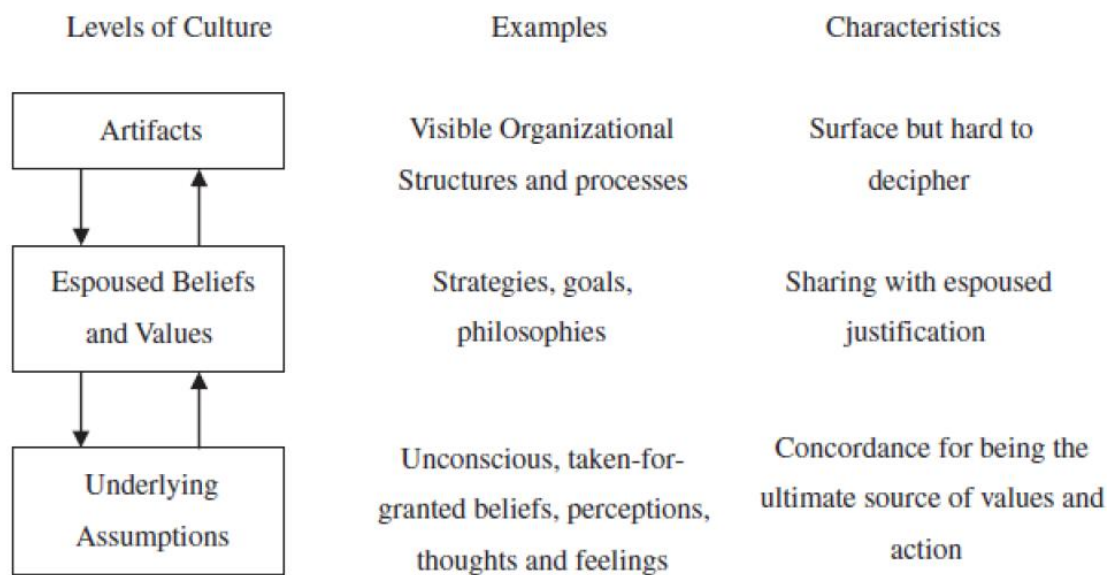 Levels of Culture
Examples
Characteristics
Artifacts
Visible Organizational
Structures and processes
Surface but hard to
decipher
Espoused Beliefs
and Values
Strategies, goals,
philosophies
Sharing with espoused
justification
Underlying
Assumptions
Unconscious, taken-for-
granted beliefs, perceptions,
thoughts and feelings
Concordance for being the
ultimate source of values and
action